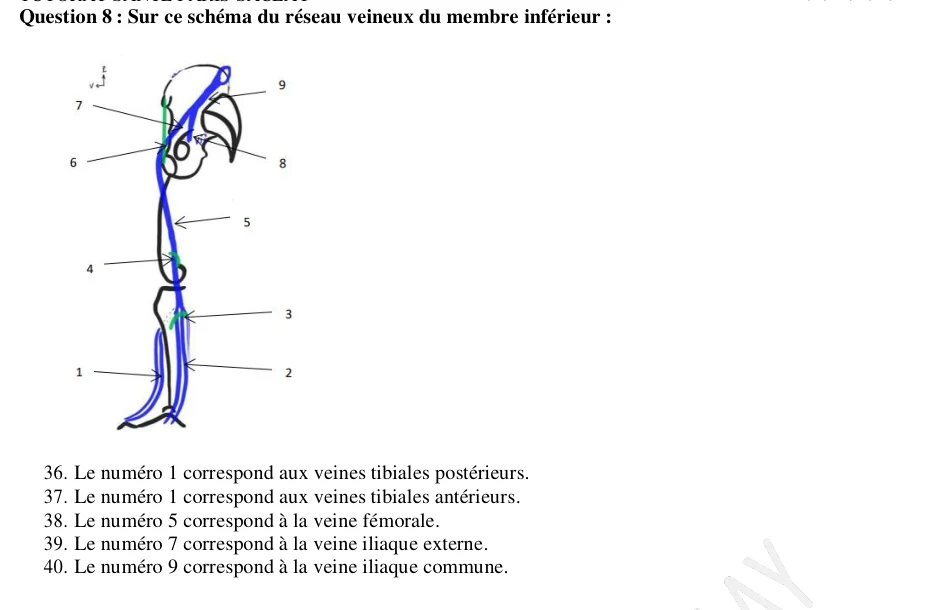 Question 8 : Sur ce schéma du réseau veineux du membre inférieur :
9
7
6
8
5
4
3
1
2
36. Le numéro 1 correspond aux veines tibiales postérieurs.
37. Le numéro 1 correspond aux veines tibiales antérieurs.
38. Le numéro 5 correspond à la veine fémorale.
39. Le numéro 7 correspond à la veine iliaque externe.
40. Le numéro 9 correspond à la veine iliaque commune.